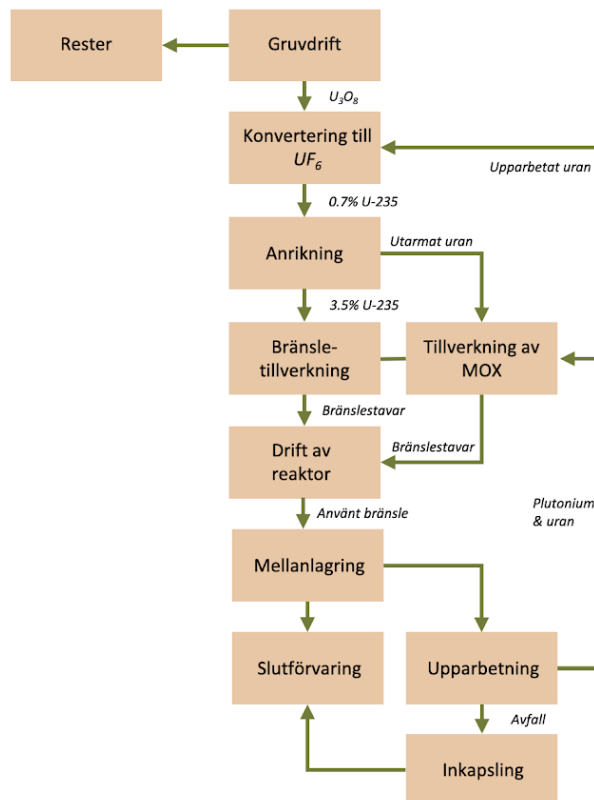 Rester
Gruvdrift
U₃O₈
Konvertering till
UF₆
Upparbetat uran
0.7% U-235
Anrikning
Utarmat uran
3.5% U-235
Bränsle-
tillverkning
Tillverkning av
MOX
Bränslestavar
Drift av
reaktor
Bränslestavar
Använt bränsle
Plutonium
& uran
Mellanlagring
Slutförvaring
Upparbetning
Avfall
Inkapsling